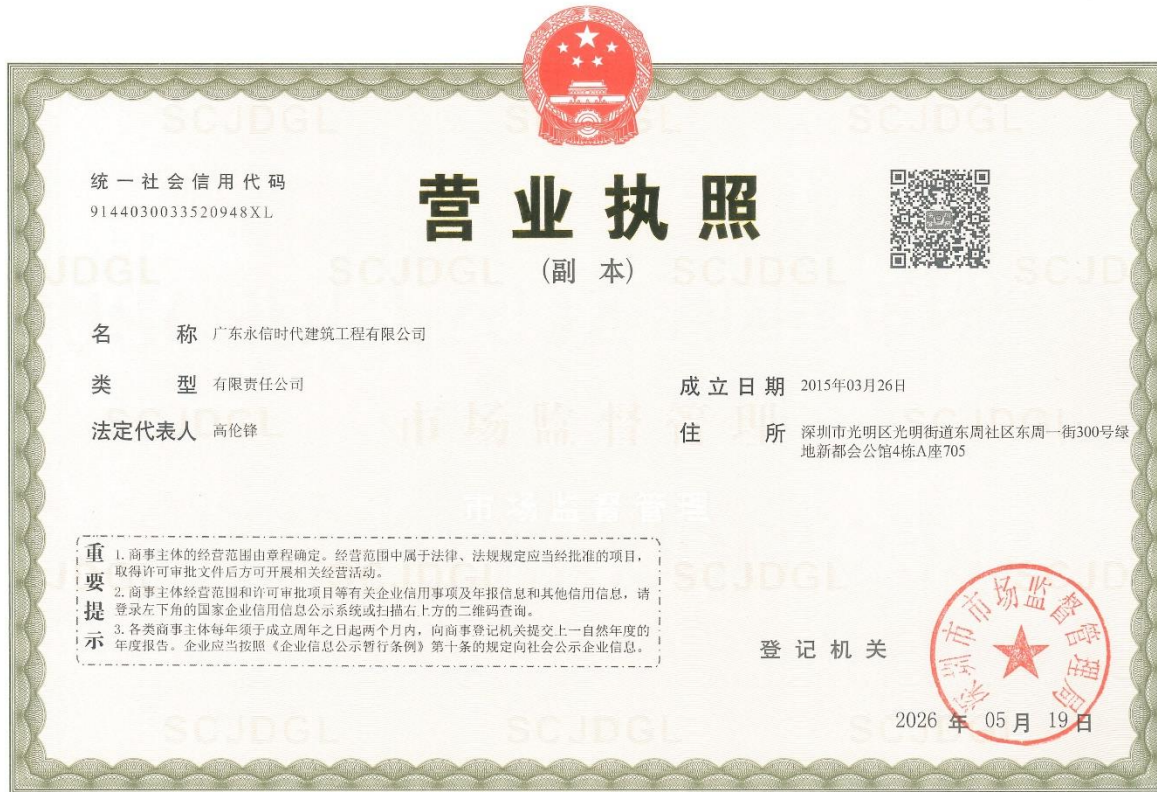 统一社会信用代码
9144030033520948XL
营业执照
(副 本)
名 称 广东永信时代建筑工程有限公司
类 型 有限责任公司
成立日期 2015年03月26日
法定代表人 高伦锋
住 所 深圳市光明区光明街道东周社区东周一街300号绿
地新都会公馆4栋A座705
重要提示
1. 商事主体的经营范围由章程确定。经营范围中属于法律、法规规定应当经批准的项目，
取得许可审批文件后方可开展相关经营活动。
2. 商事主体经营范围和许可审批项目等有关企业信用事项及年报信息和其他信用信息，请
登录左下角的国家企业信用信息公示系统或扫描右上方的二维码查询。
3. 各类商事主体每年须于成立周年之日起两个月内，向商事登记机关提交上一自然年度的
年度报告。企业应当按照《企业信息公示暂行条例》第十条的规定向社会公示企业信息。
登记机关
深圳市市场监督管理局
2026 年 05 月 19 日
SCJDGL
市场监督管理
市场监督管理